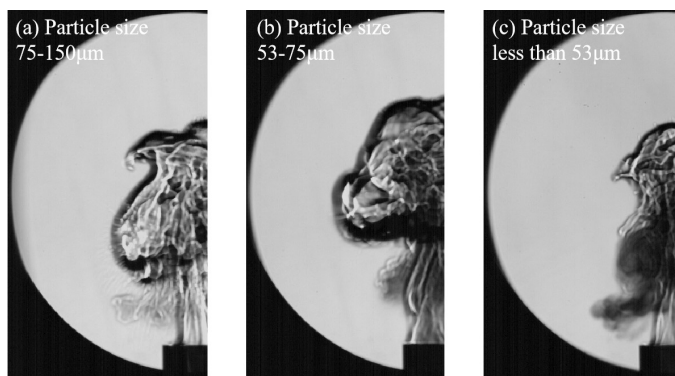 (a) Particle size
75-150μm
(b) Particle size
53-75μm
(c) Particle size
less than 53μm